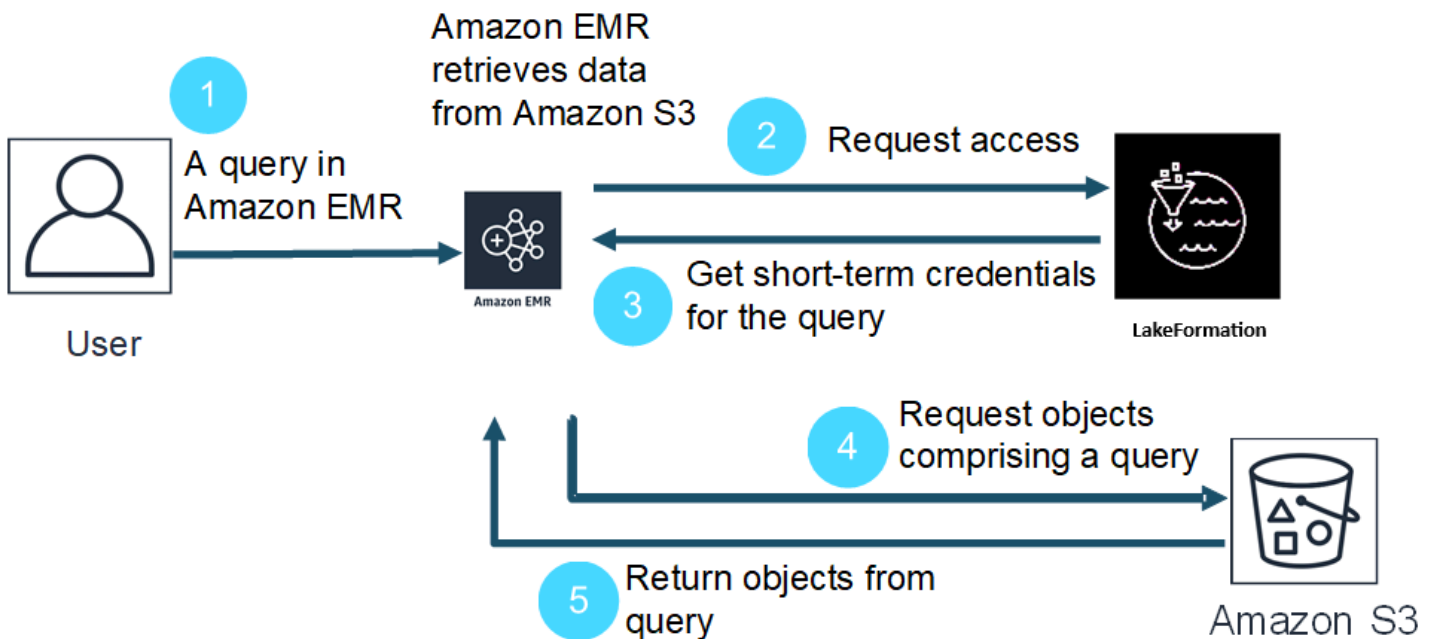 Amazon EMR
retrieves data
from Amazon S3
1
A query in
Amazon EMR
User
Amazon EMR
2
Request access
3
Get short-term credentials
for the query
LakeFormation
4
Request objects
comprising a query
5
Return objects from
query
Amazon S3